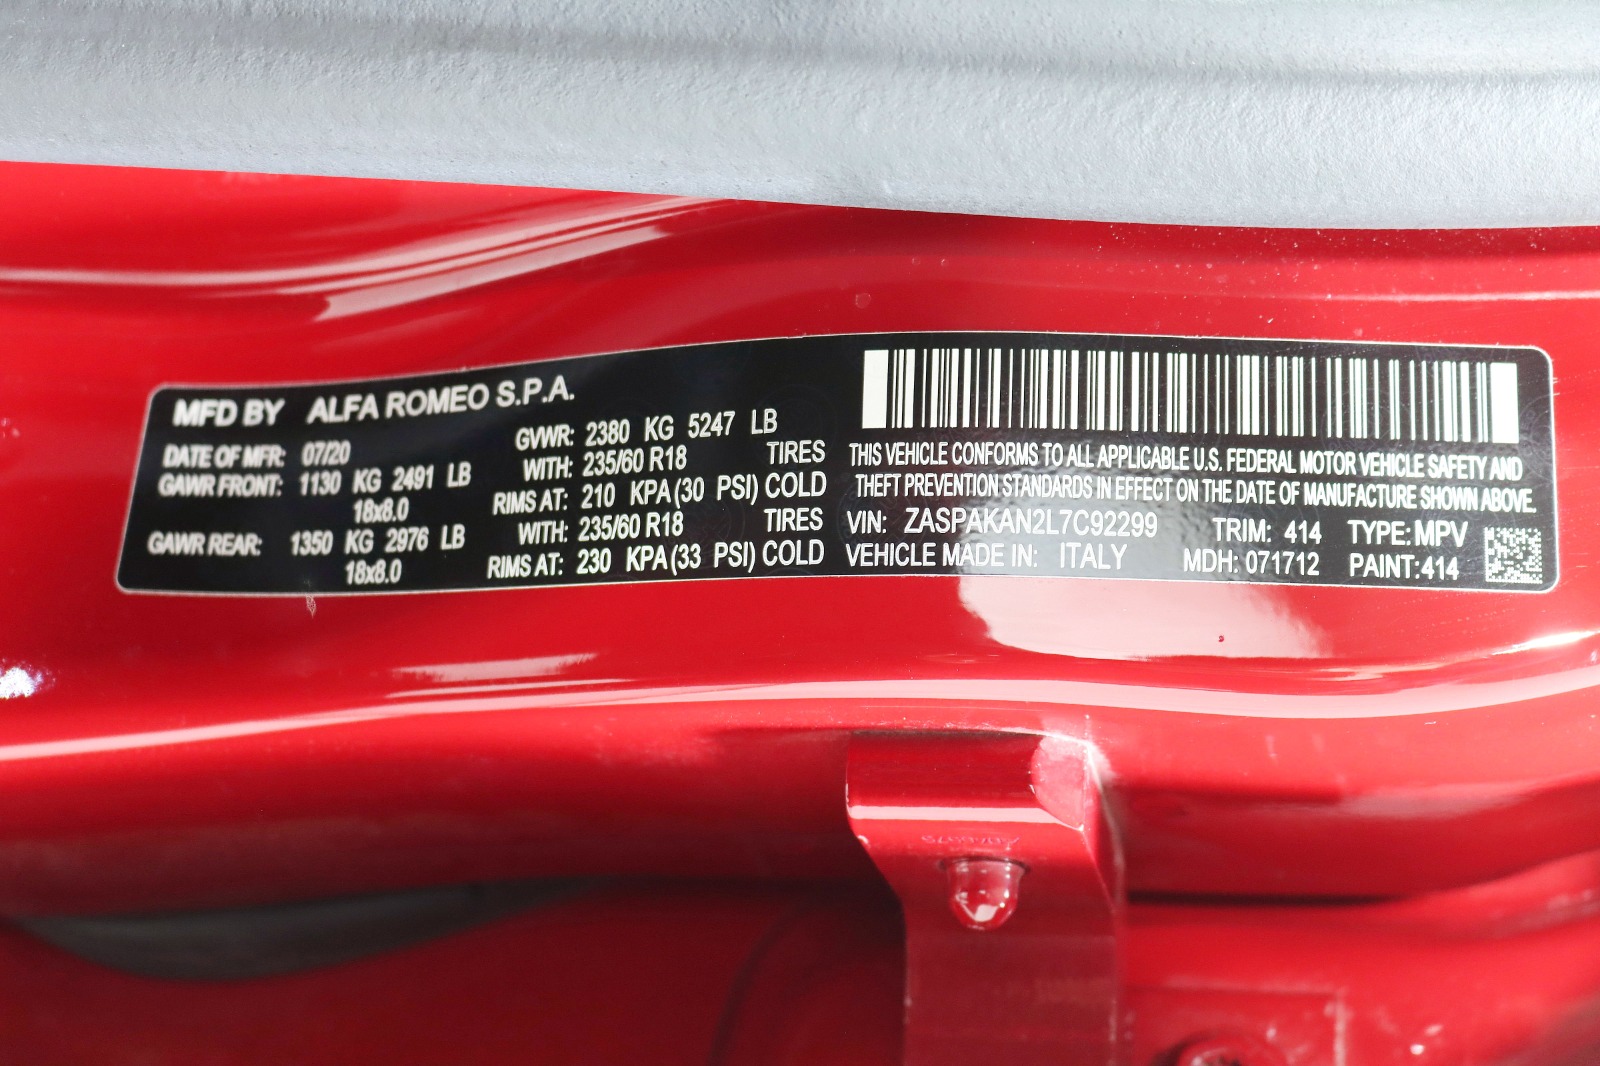 MFD BY ALFA ROMEO S.P.A.
DATE OF MFR: 07/20 GVWR: 2380 KG 5247 LB
GAWR FRONT: 1130 KG 2491 LB WITH: 235/60 R18 TIRES
18x8.0 RIMS AT: 210 KPA(30 PSI) COLD
GAWR REAR: 1350 KG 2976 LB WITH: 235/60 R18 TIRES
18x8.0 RIMS AT: 230 KPA(33 PSI) COLD
THIS VEHICLE CONFORMS TO ALL APPLICABLE U.S. FEDERAL MOTOR VEHICLE SAFETY AND
THEFT PREVENTION STANDARDS IN EFFECT ON THE DATE OF MANUFACTURE SHOWN ABOVE.
VIN: ZASPAKAN2L7C92299 TRIM: 414 TYPE:MPV
VEHICLE MADE IN: ITALY MDH: 071712 PAINT:414